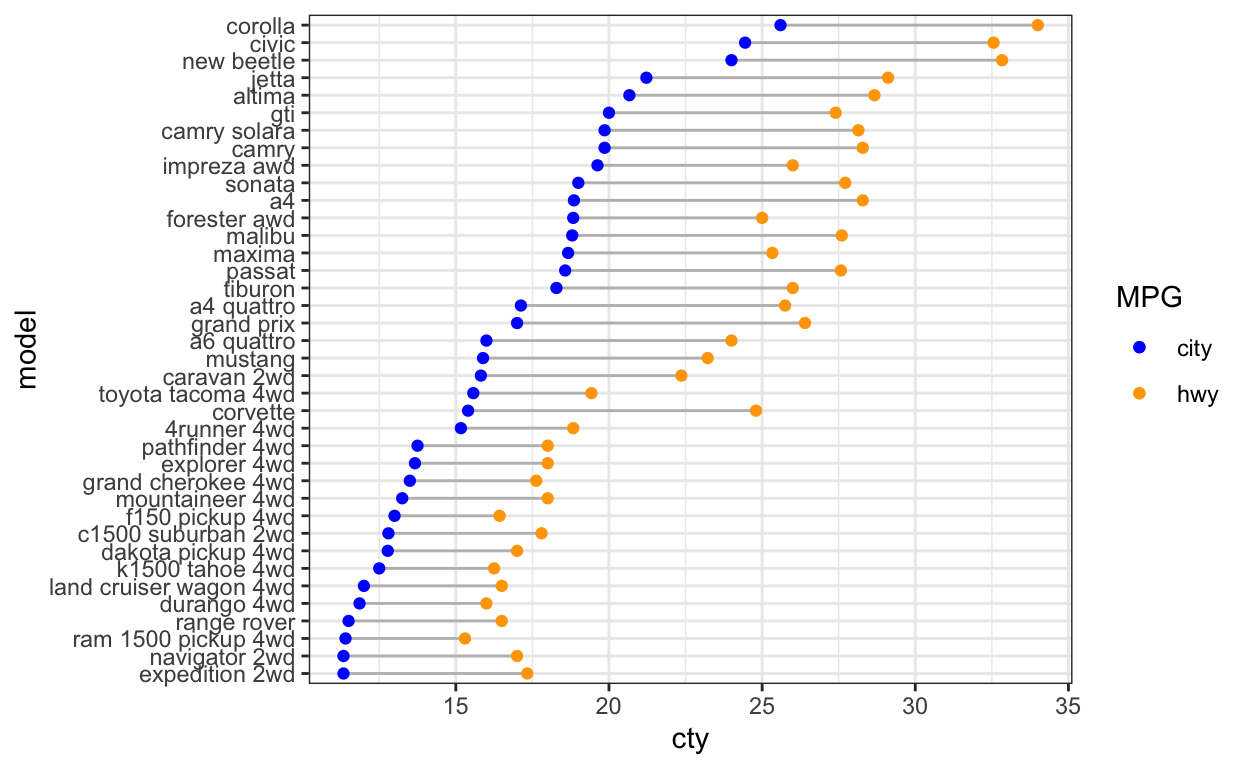 corolla
civic
new beetle
jetta
altima
gti
camry solara
camry
impreza awd
sonata
a4
forester awd
malibu
maxima
passat
tiburon
a4 quattro
grand prix
a6 quattro
mustang
caravan 2wd
toyota tacoma 4wd
corvette
4runner 4wd
pathfinder 4wd
explorer 4wd
grand cherokee 4wd
mountaineer 4wd
f150 pickup 4wd
c1500 suburban 2wd
dakota pickup 4wd
k1500 tahoe 4wd
land cruiser wagon 4wd
durango 4wd
range rover
ram 1500 pickup 4wd
navigator 2wd
expedition 2wd
model
15 20 25 30 35
cty
MPG
city
hwy